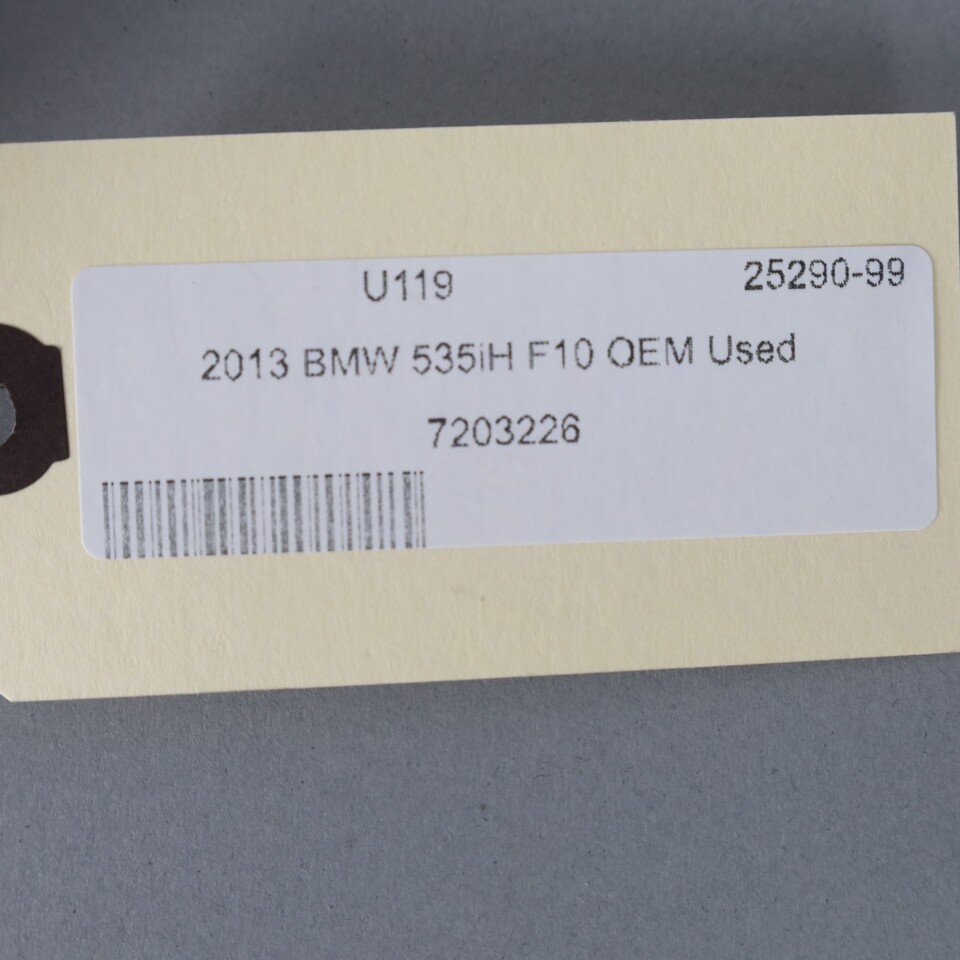 U119 25290-99
2013 BMW 535iH F10 OEM Used
7203226